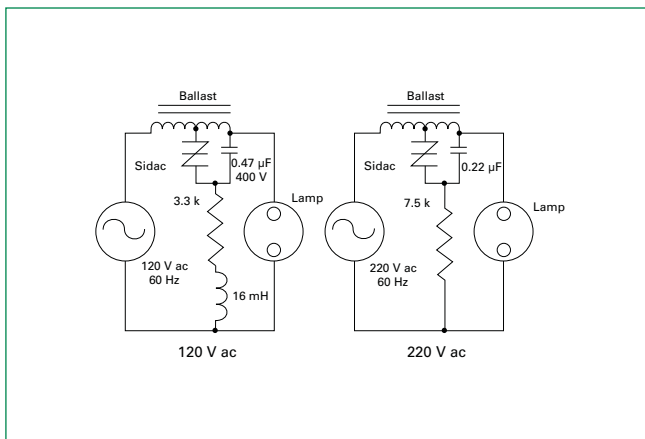 Ballast
Sidac
0.47 µF
400 V
3.3 k
Lamp
120 V ac
60 Hz
16 mH
120 V ac
Ballast
Sidac
0.22 µF
7.5 k
Lamp
220 V ac
60 Hz
220 V ac